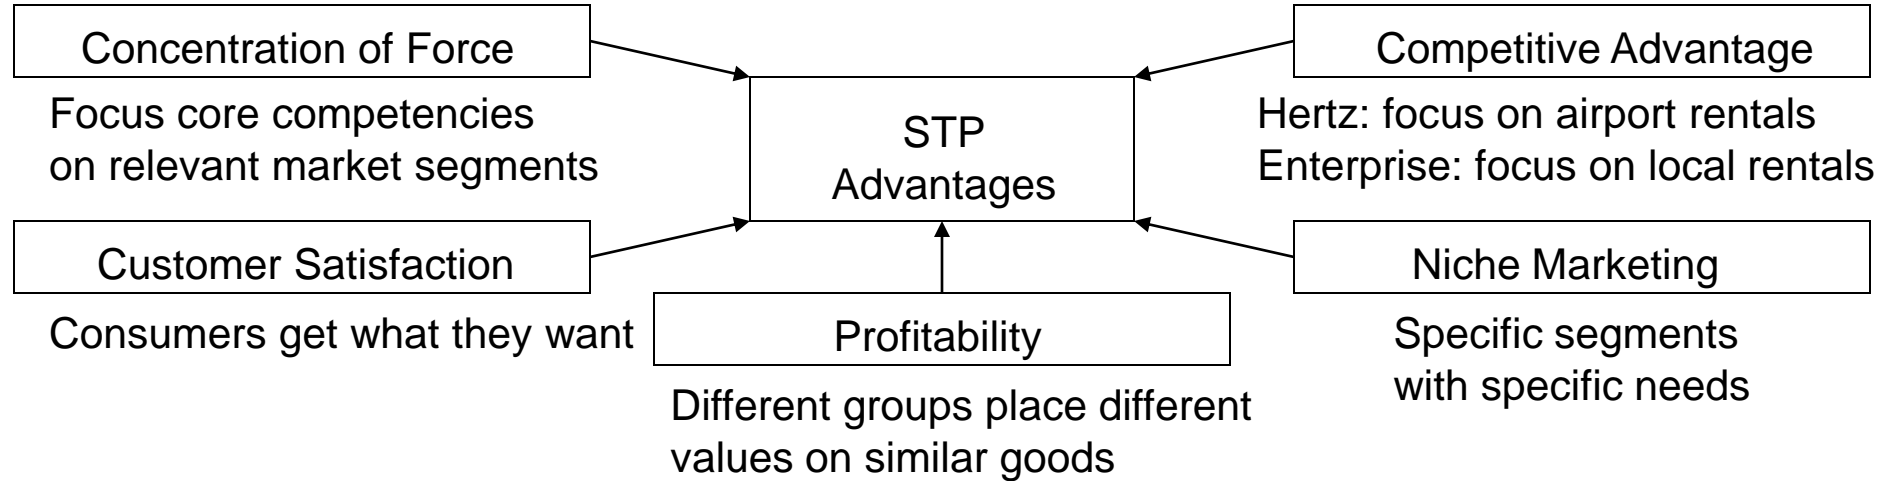 Concentration of Force
Focus core competencies
on relevant market segments
Customer Satisfaction
Consumers get what they want
STP
Advantages
Profitability
Different groups place different
values on similar goods
Competitive Advantage
Hertz: focus on airport rentals
Enterprise: focus on local rentals
Niche Marketing
Specific segments
with specific needs